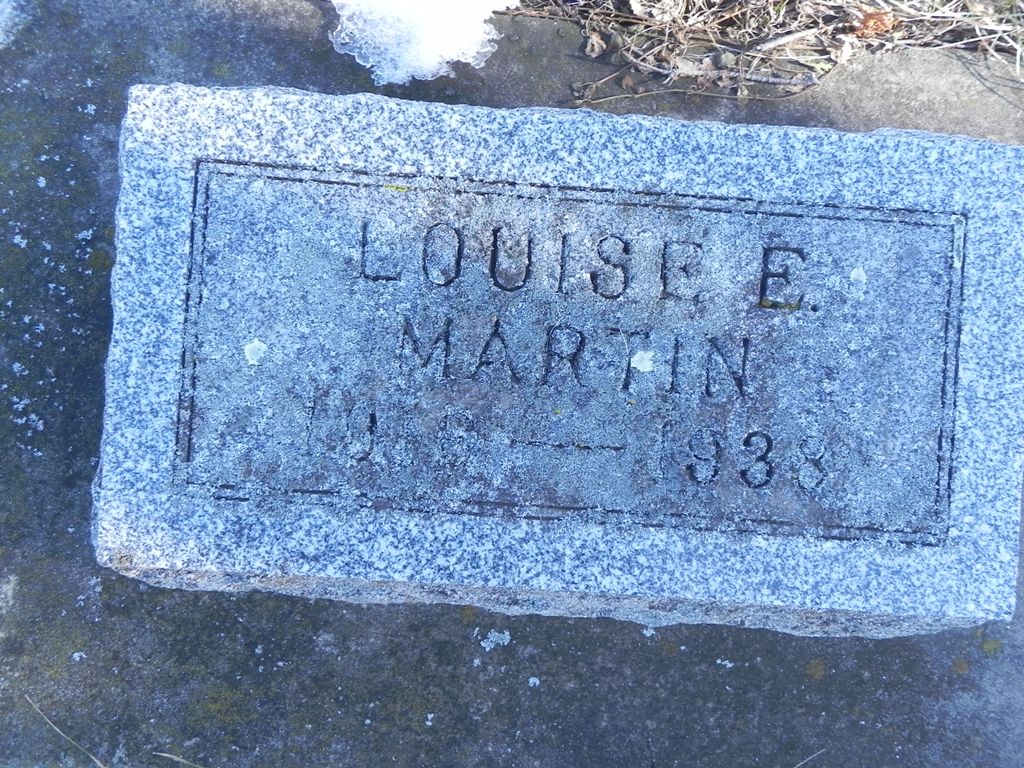 LOUISE E.
MARTIN
— 1938